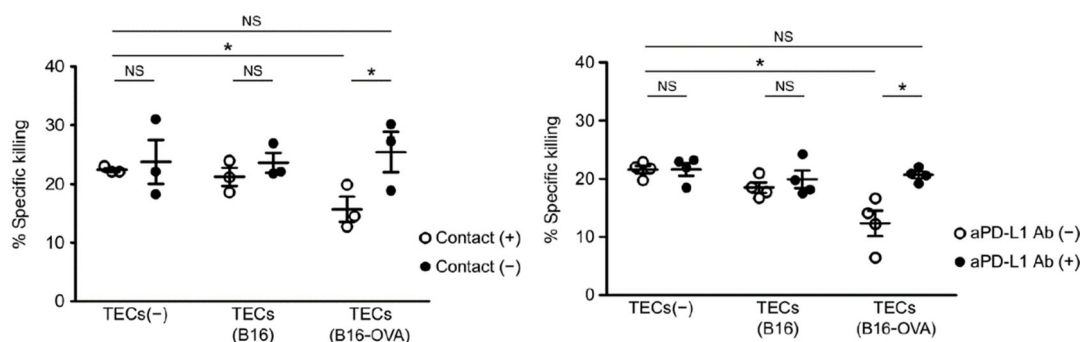 NS
*
NS
NS
*
40
30
20
10
0
% Specific killing
Contact (+)
Contact (−)
TECs(−)
TECs
(B16)
TECs
(B16-OVA)
NS
*
NS
NS
*
40
30
20
10
0
% Specific killing
aPD-L1 Ab (−)
aPD-L1 Ab (+)
TECs(−)
TECs
(B16)
TECs
(B16-OVA)